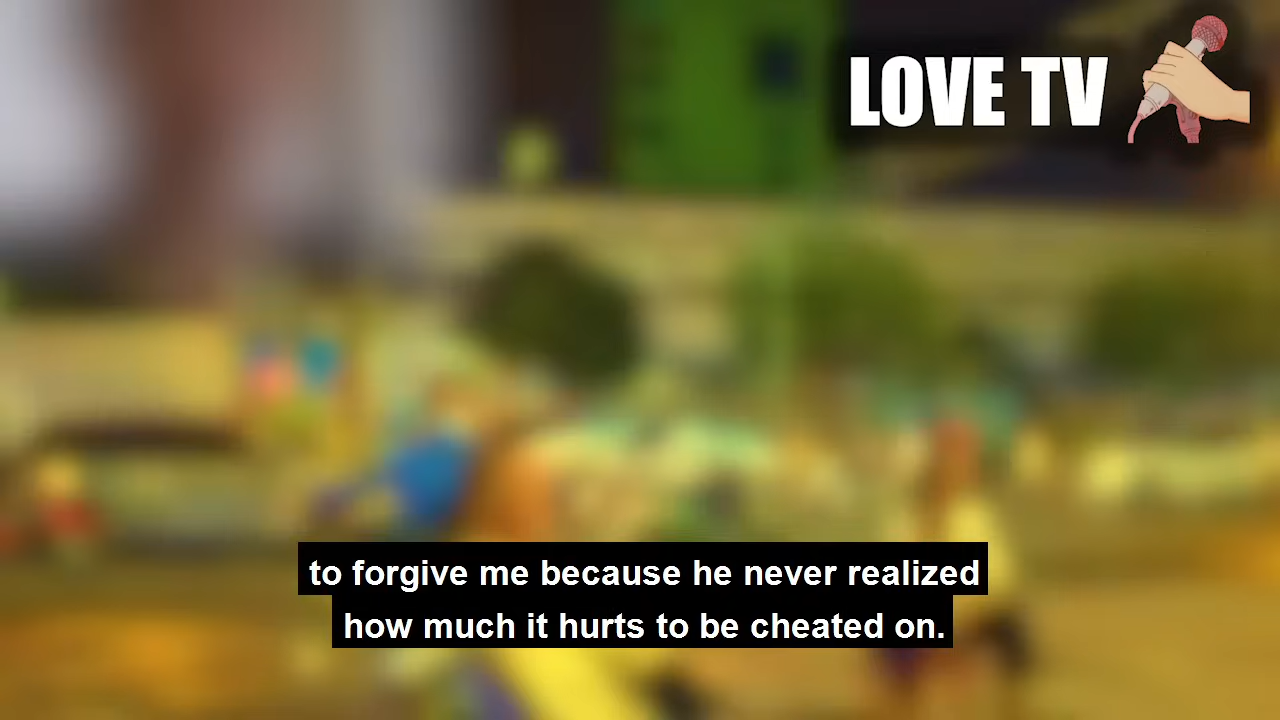 LOVE TV
to forgive me because he never realized
how much it hurts to be cheated on.